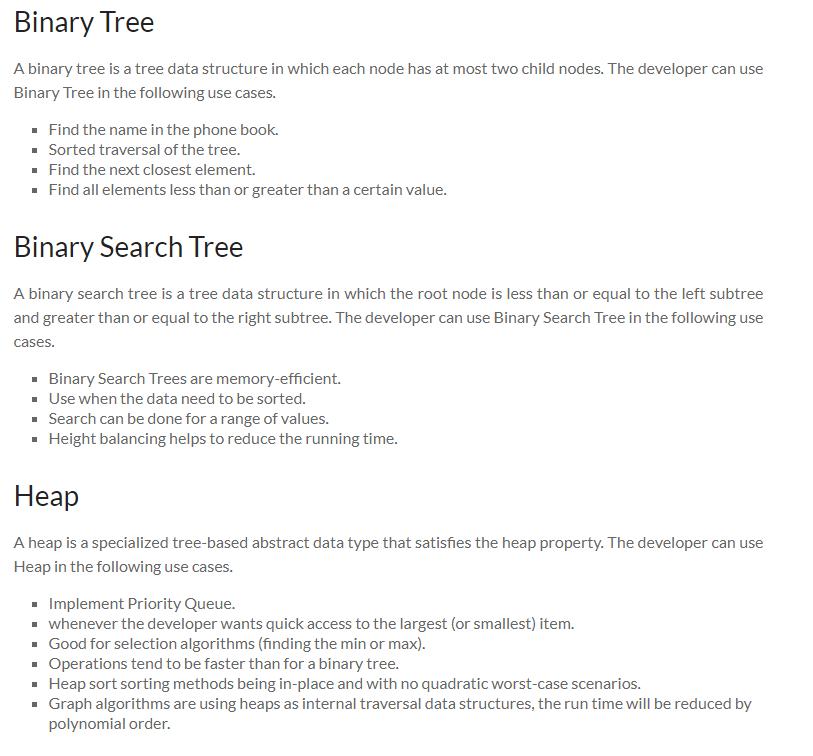 Binary Tree
A binary tree is a tree data structure in which each node has at most two child nodes. The developer can use
Binary Tree in the following use cases.
▪ Find the name in the phone book.
▪ Sorted traversal of the tree.
▪ Find the next closest element.
▪ Find all elements less than or greater than a certain value.
Binary Search Tree
A binary search tree is a tree data structure in which the root node is less than or equal to the left subtree
and greater than or equal to the right subtree. The developer can use Binary Search Tree in the following use
cases.
▪ Binary Search Trees are memory-efficient.
▪ Use when the data need to be sorted.
▪ Search can be done for a range of values.
▪ Height balancing helps to reduce the running time.
Heap
A heap is a specialized tree-based abstract data type that satisfies the heap property. The developer can use
Heap in the following use cases.
▪ Implement Priority Queue.
▪ whenever the developer wants quick access to the largest (or smallest) item.
▪ Good for selection algorithms (finding the min or max).
▪ Operations tend to be faster than for a binary tree.
▪ Heap sort sorting methods being in-place and with no quadratic worst-case scenarios.
▪ Graph algorithms are using heaps as internal traversal data structures, the run time will be reduced by
polynomial order.